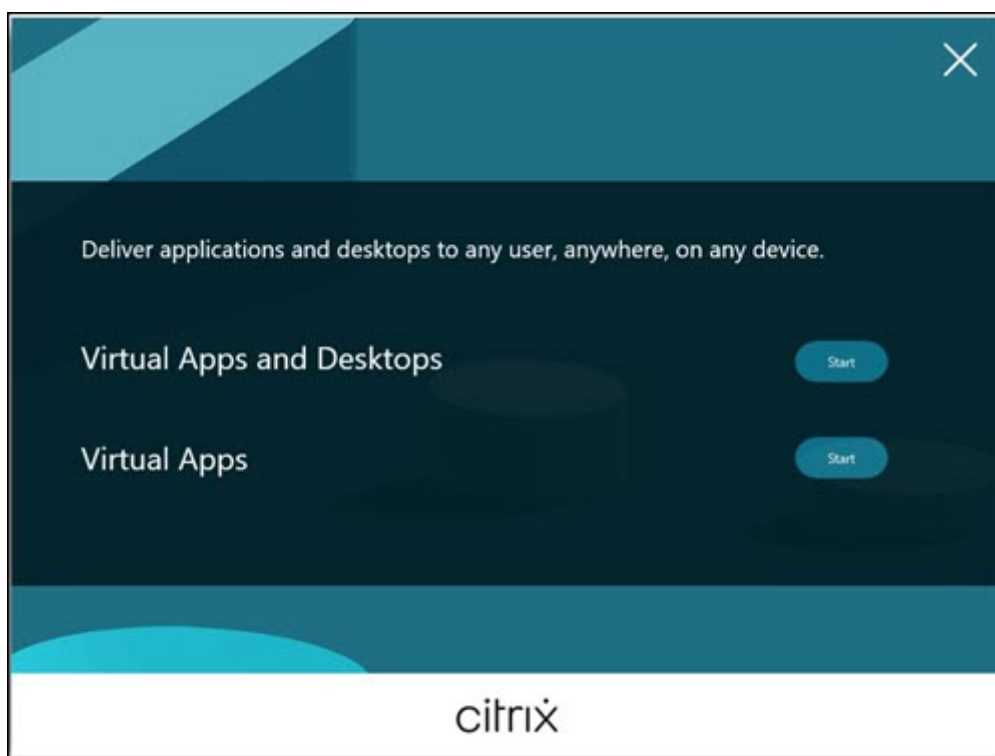 Deliver applications and desktops to any user, anywhere, on any device.
Virtual Apps and Desktops
Start
Virtual Apps
Start
citrix